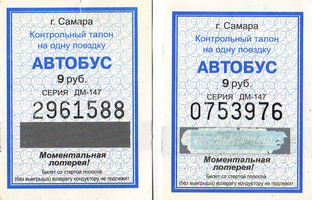 г. Самара
Контрольный талон
на одну поездку
АВТОБУС
9 руб.
СЕРИЯ ДМ-147
2961588
Моментальная
лотерея!
Билет со стертой полосой
(без выигрыша) возврату кондуктору не подлежит
г. Самара
Контрольный талон
на одну поездку
АВТОБУС
9 руб.
СЕРИЯ ДМ-147
0753976
Моментальная
лотерея!
Билет со стертой полосой
(без выигрыша) возврату кондуктору не подлежит